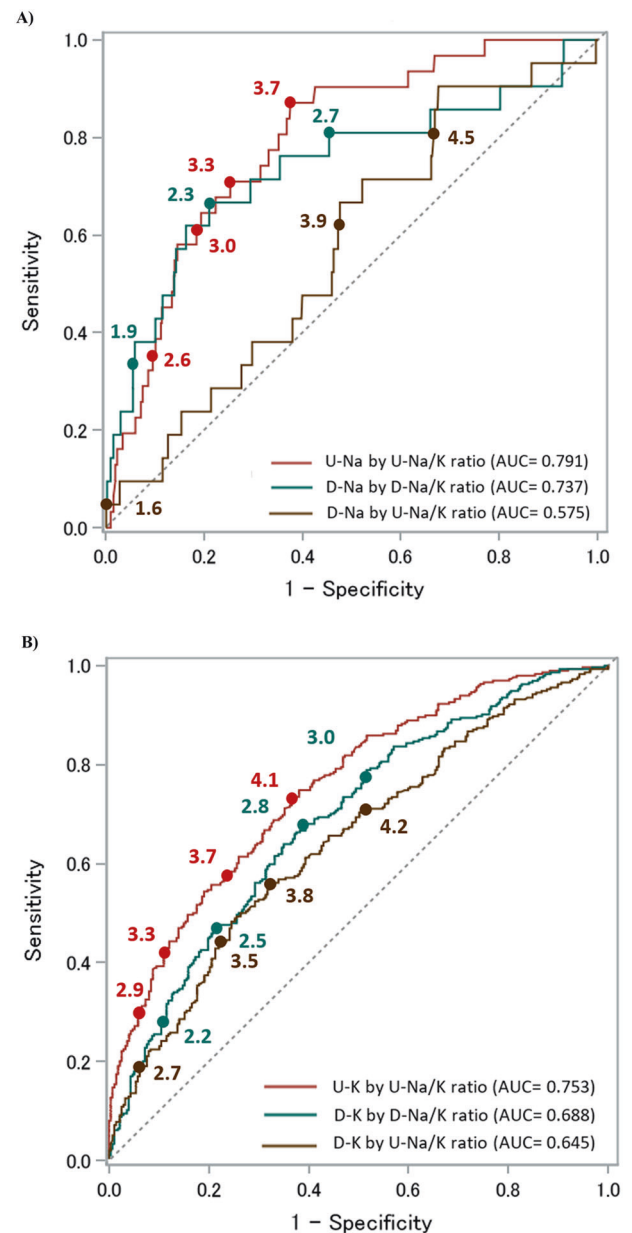 A)
1.0
3.7
2.7
0.8
4.5
3.3
2.3
3.9
0.6
3.0
Sensitivity
0.4
1.9
2.6
0.2
U-Na by U-Na/K ratio (AUC= 0.791)
D-Na by D-Na/K ratio (AUC= 0.737)
1.6
D-Na by U-Na/K ratio (AUC= 0.575)
0.0
0.0 0.2 0.4 0.6 0.8 1.0
1 - Specificity
B)
1.0
3.0
4.1
0.8
2.8
4.2
3.7
0.6
3.8
3.3
2.5
3.5
Sensitivity
0.4
2.9
2.2
0.2
2.7
U-K by U-Na/K ratio (AUC= 0.753)
D-K by D-Na/K ratio (AUC= 0.688)
D-K by U-Na/K ratio (AUC= 0.645)
0.0
0.0 0.2 0.4 0.6 0.8 1.0
1 - Specificity